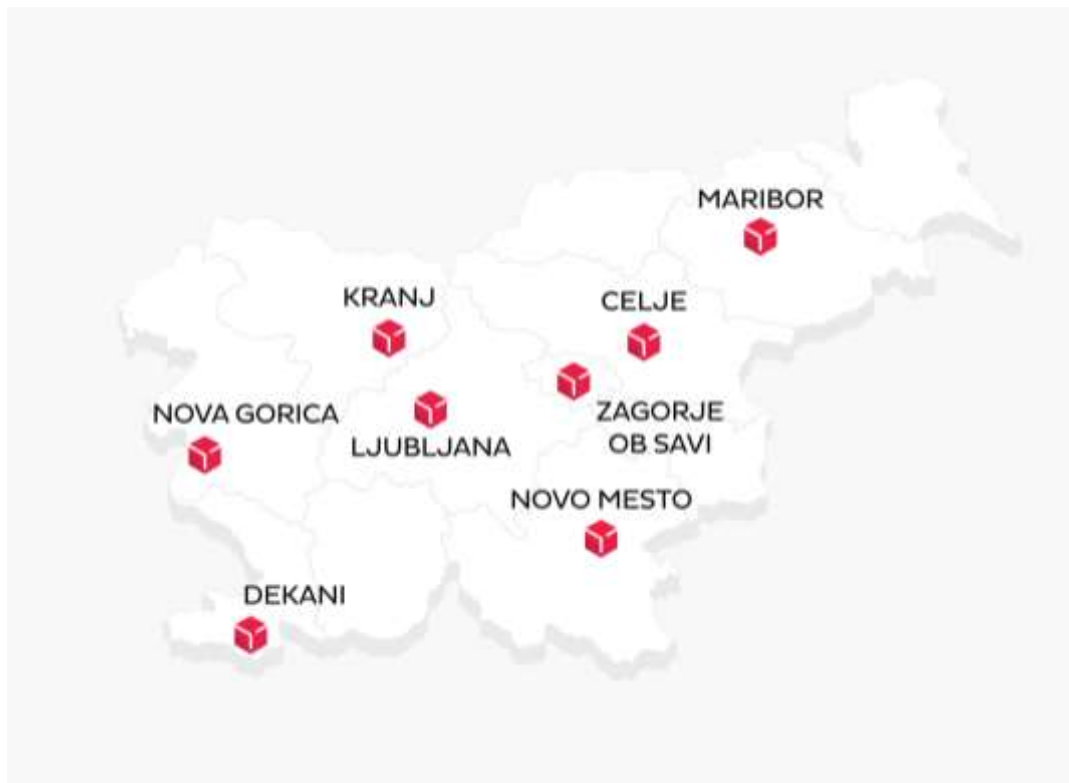 MARIBOR
KRANJ
CELJE
NOVA GORICA
LJUBLJANA
ZAGORJE
OB SAVI
NOVO MESTO
DEKANI